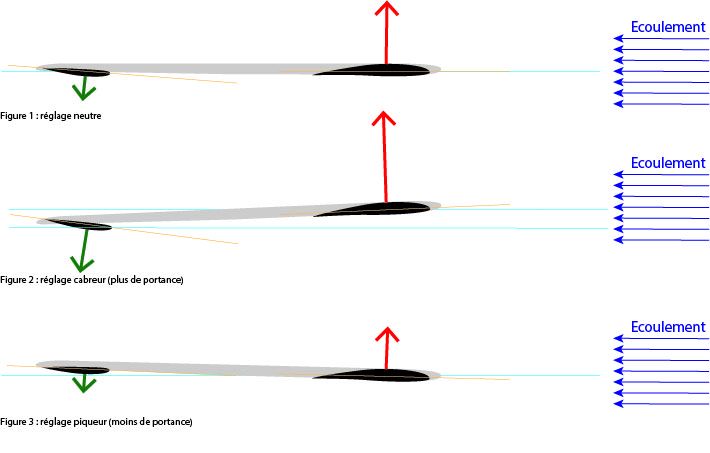 Ecoulement
Figure 1 : réglage neutre
Ecoulement
Figure 2 : réglage cabreur (plus de portance)
Ecoulement
Figure 3 : réglage piqueur (moins de portance)